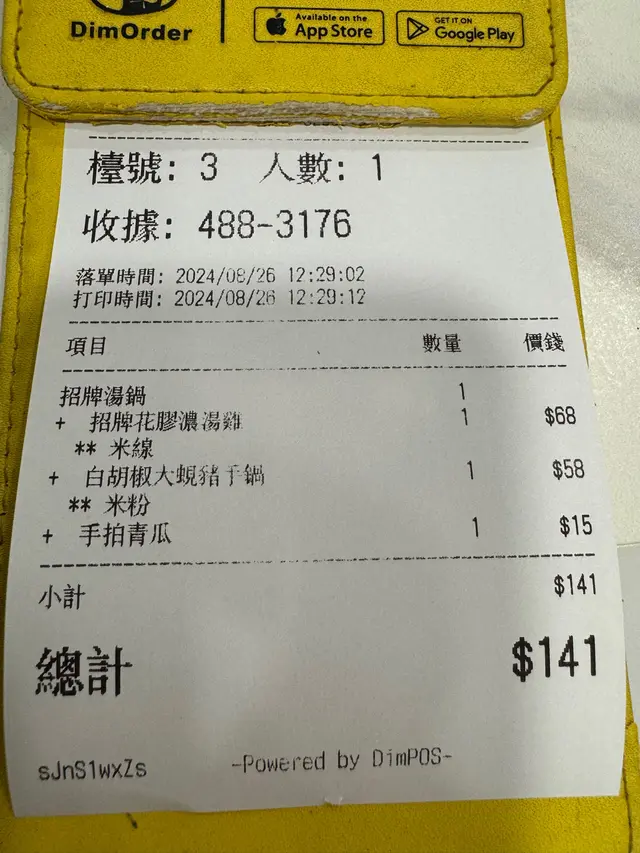 DimOrder
Available on the
App Store
GET IT ON
Google Play
檯號: 3 人數: 1
收據: 488-3176
落單時間: 2024/08/26 12:29:02
打印時間: 2024/08/26 12:29:12
項目 數量 價錢
招牌湯鍋 1
+ 招牌花膠濃湯雞 1 $68
** 米線
+ 白胡椒大蜆豬手鍋 1 $58
** 米粉
+ 手拍青瓜 1 $15
小計 $141
總計 $141
sJnS1wxZs -Powered by DimPOS-